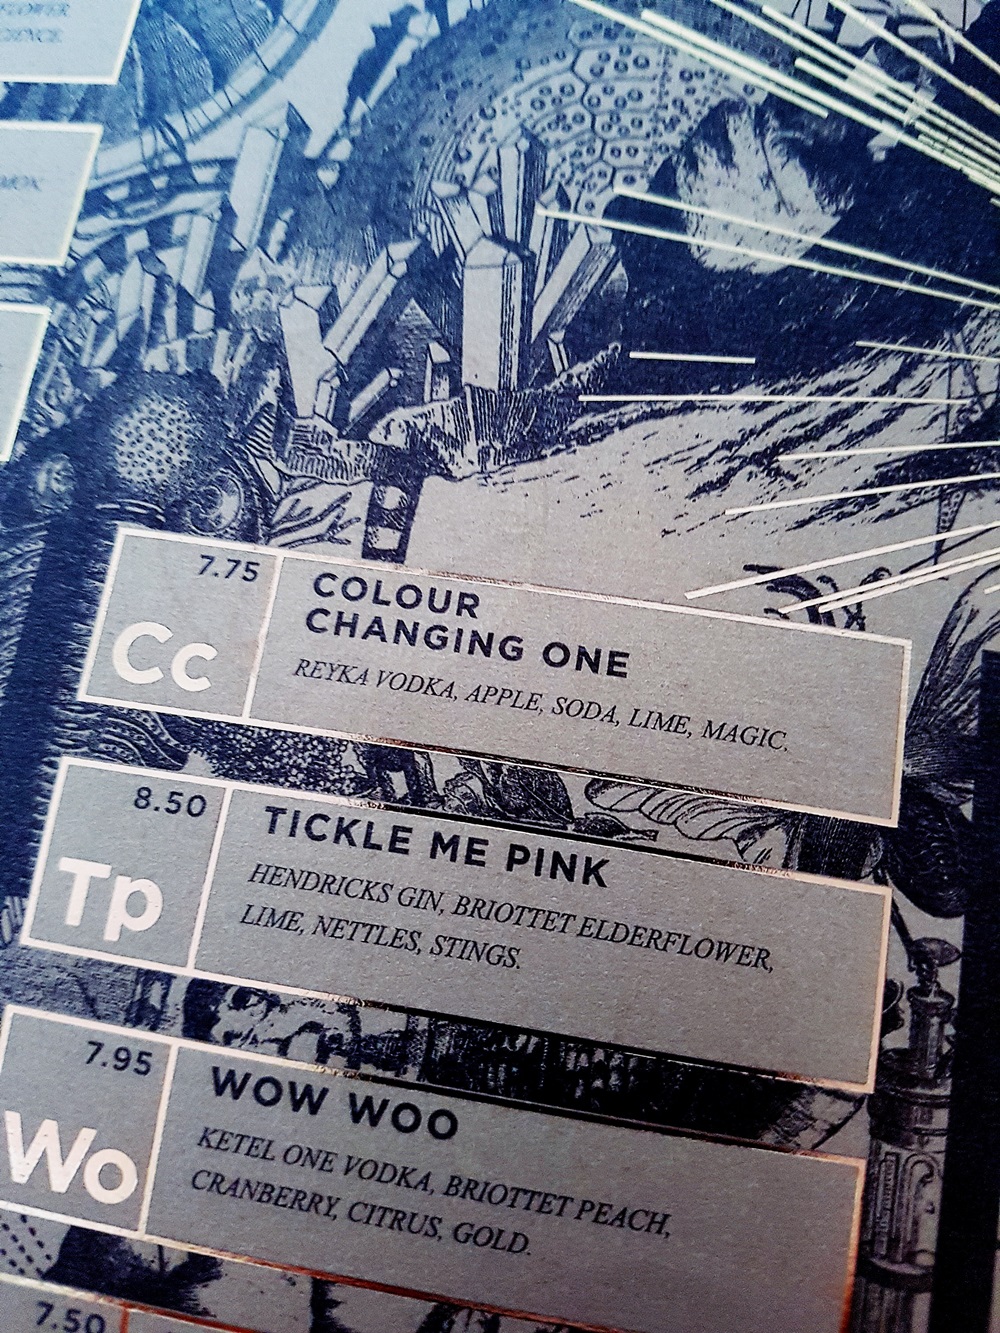 FLOWER
7.75
Cc
COLOUR
CHANGING ONE
REYKA VODKA, APPLE, SODA, LIME, MAGIC.
8.50
Tp
TICKLE ME PINK
HENDRICKS GIN, BRIOTTET ELDERFLOWER,
LIME, NETTLES, STINGS.
7.95
Wo
WOW WOO
KETEL ONE VODKA, BRIOTTET PEACH,
CRANBERRY, CITRUS, GOLD.
7.50